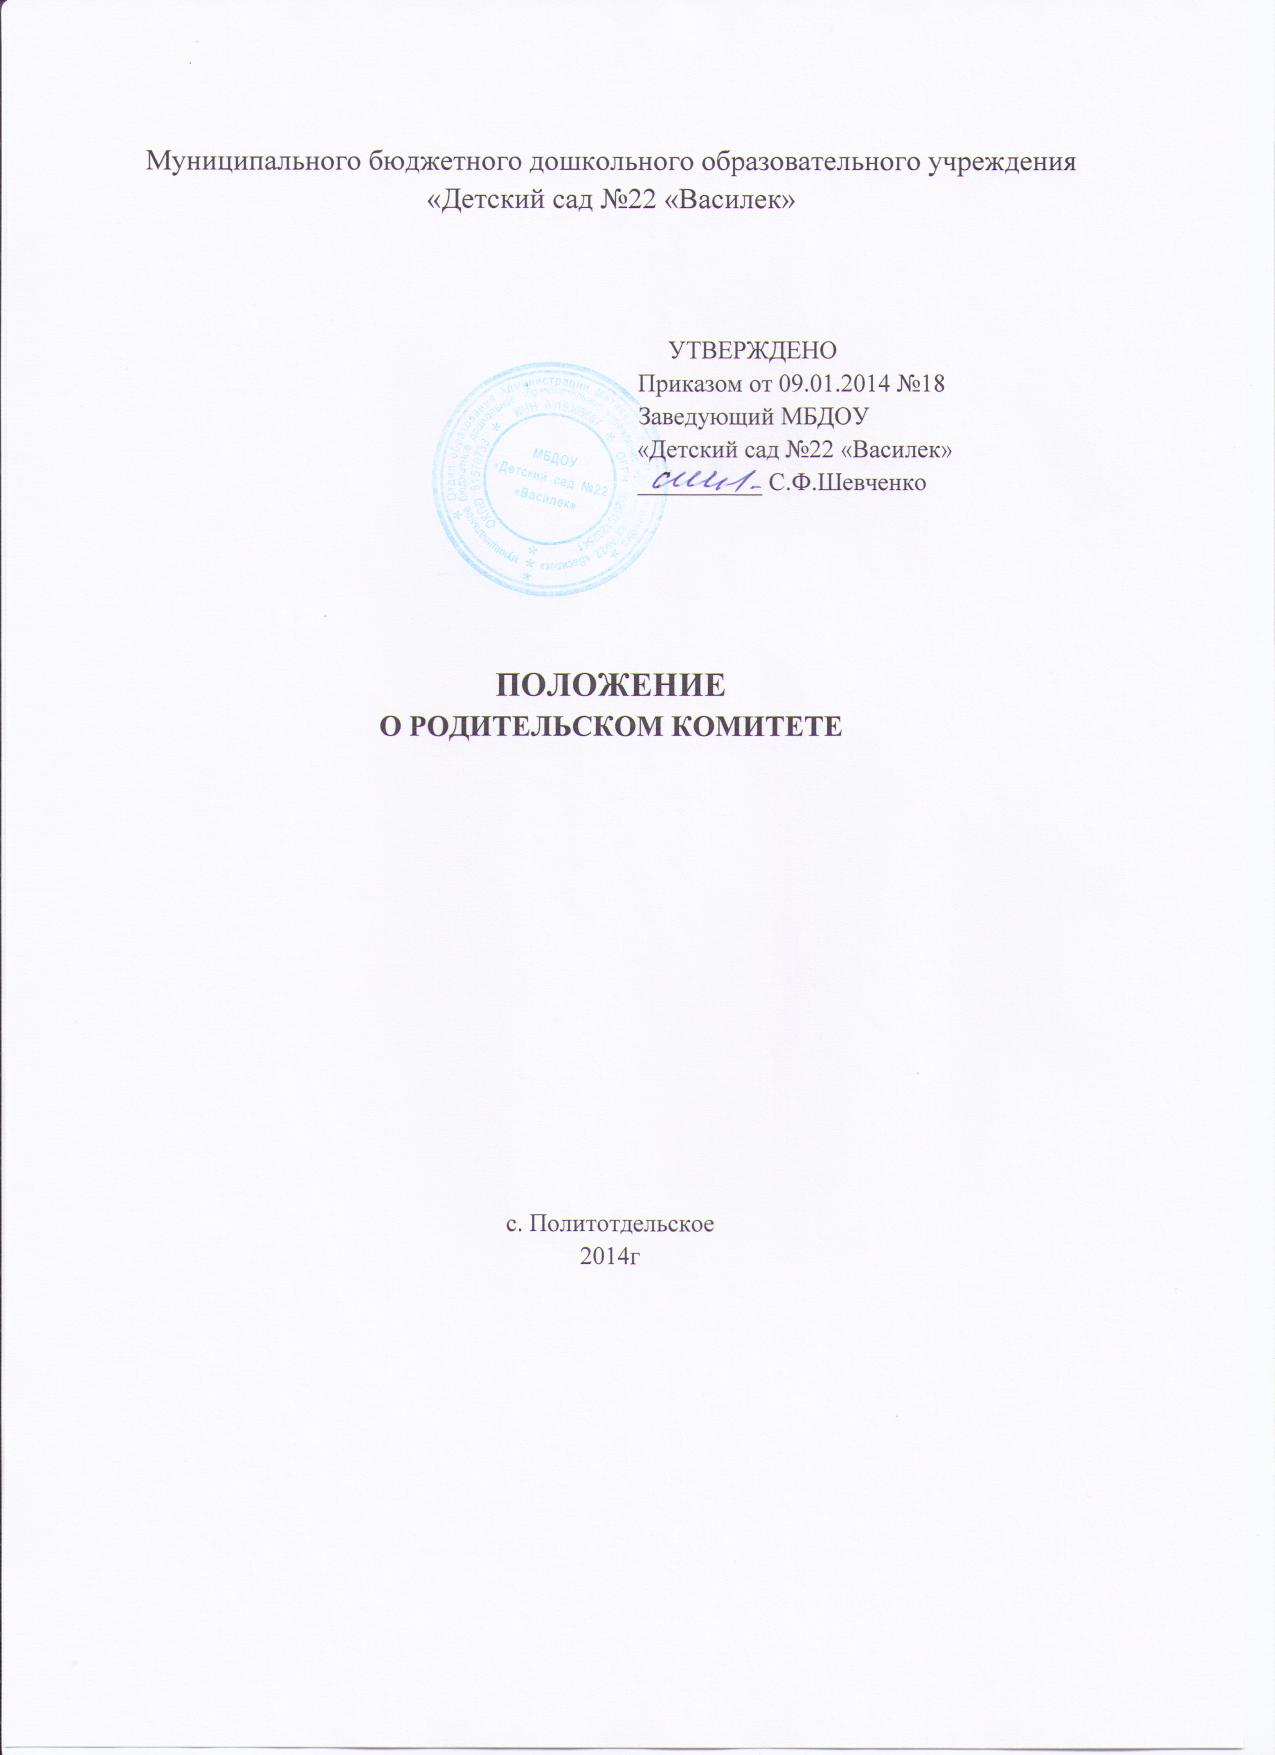 Муниципального бюджетного дошкольного образовательного учреждения
«Детский сад №22 «Василек»
УТВЕРЖДЕНО
Приказом от 09.01.2014 №18
Заведующий МБДОУ
«Детский сад №22 «Василек»
__________ С.Ф.Шевченко
МБДОУ
«Детский сад №22
«Василек»
ПОЛОЖЕНИЕ
О РОДИТЕЛЬСКОМ КОМИТЕТЕ
с. Политотдельское
2014г